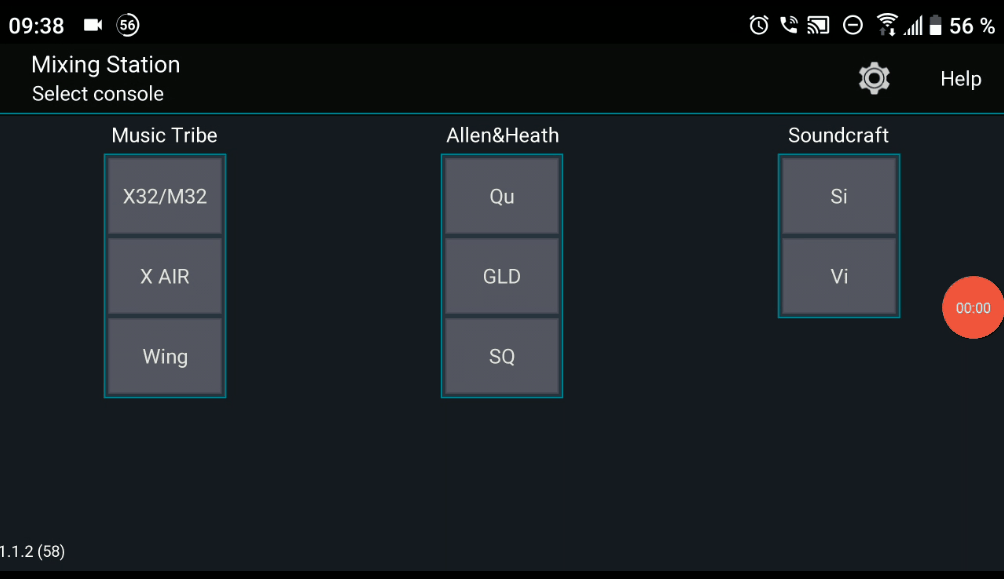 09:38 56 56 %
Mixing Station
Select console
Help
Music Tribe
X32/M32
X AIR
Wing
Allen&Heath
Qu
GLD
SQ
Soundcraft
Si
Vi
00:00
1.1.2 (58)